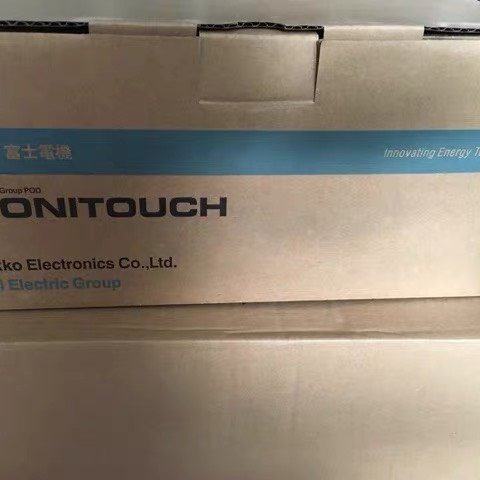 富士電機
Innovating Energy T
Group POD
ONITOUCH
ko Electronics Co.,Ltd.
Electric Group